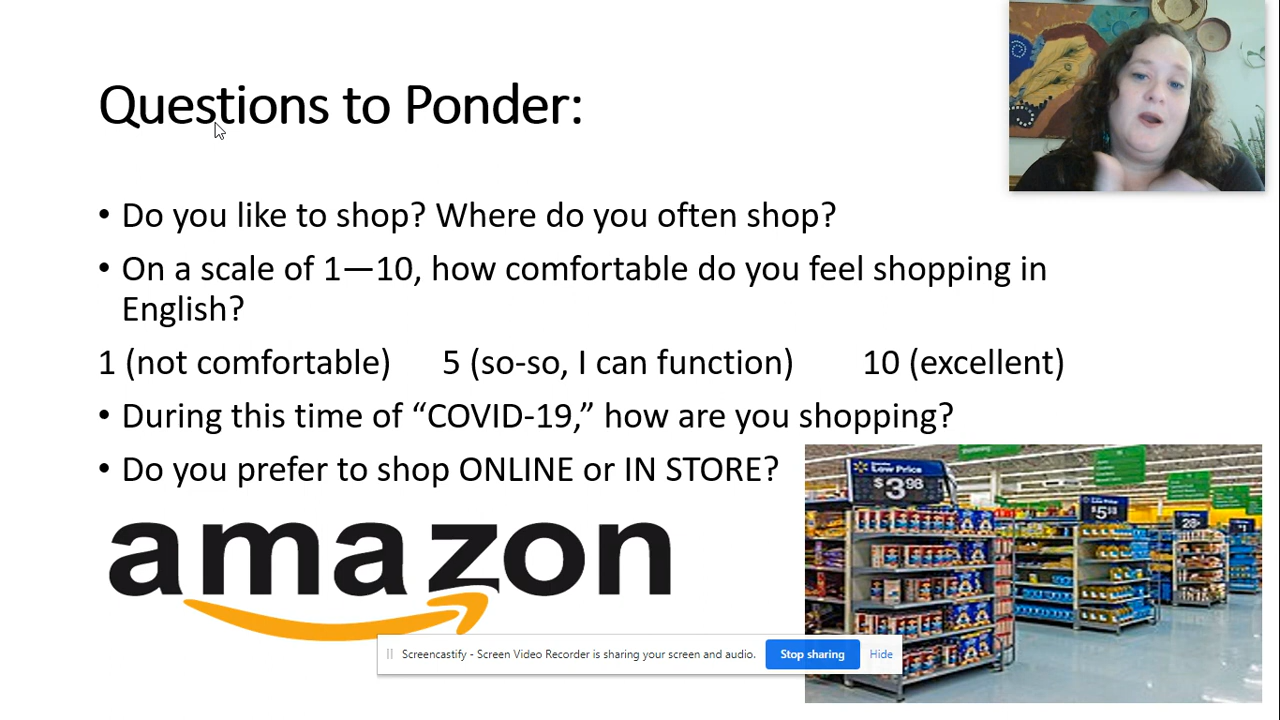 Questions to Ponder:
• Do you like to shop? Where do you often shop?
• On a scale of 1—10, how comfortable do you feel shopping in
English?
1 (not comfortable) 5 (so-so, I can function) 10 (excellent)
• During this time of “COVID-19,” how are you shopping?
• Do you prefer to shop ONLINE or IN STORE?
amazon
Low Price
$3.98
$5
28
Screencastify - Screen Video Recorder is sharing your screen and audio.
Stop sharing
Hide